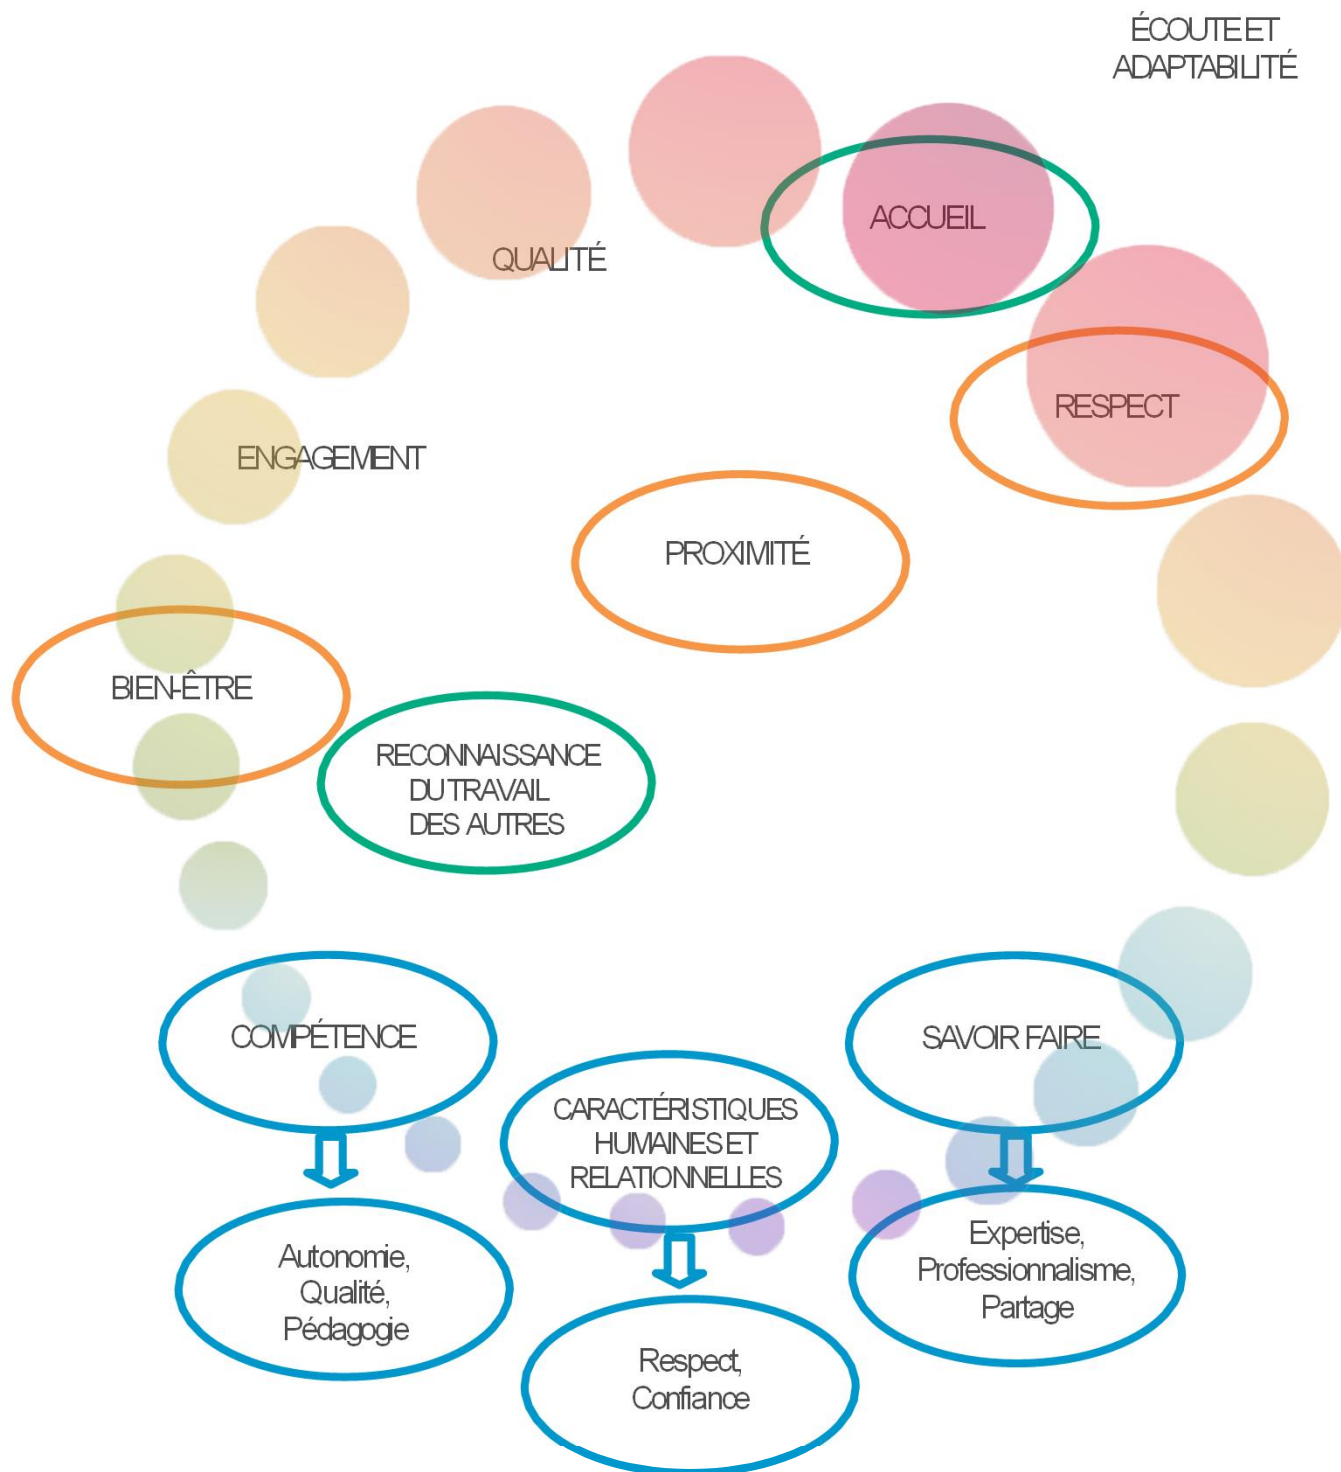 ÉCOUTE ET
ADAPTABILITÉ
ACCUEIL
QUALITÉ
RESPECT
ENGAGEMENT
PROXIMITÉ
BIEN-ÊTRE
RECONNAISSANCE
DU TRAVAIL
DES AUTRES
COMPÉTENCE
SAVOIR FAIRE
CARACTÉRISTIQUES
HUMAINES ET
RELATIONNELLES
Autonomie,
Qualité,
Pédagogie
Expertise,
Professionnalisme,
Partage
Respect,
Confiance